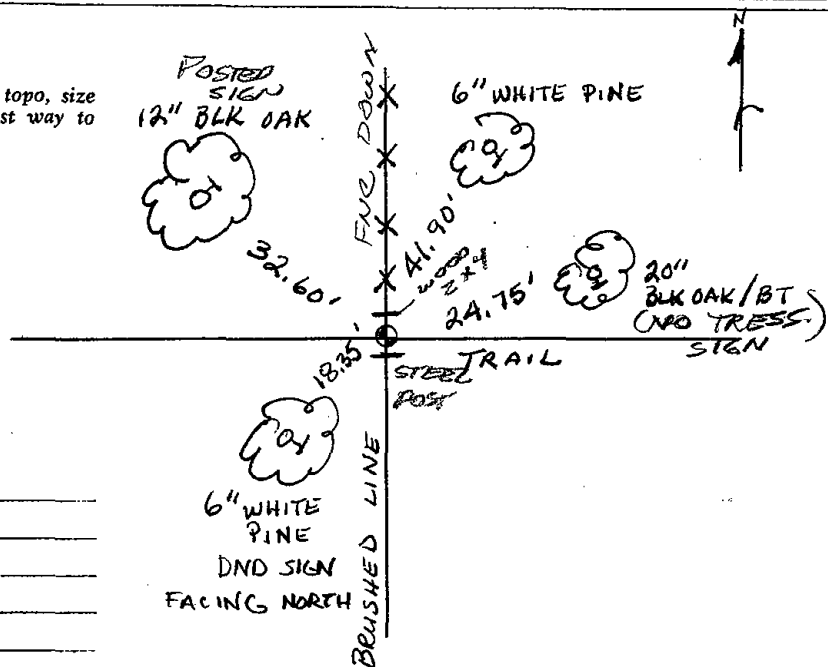 N
topo, size
st way to
POSTED
SIGN
12" BLK OAK
FNC DOWN
6" WHITE PINE
32.60'
41.90'
WOOD
2x4
24.75'
20"
BLK OAK/BT
(NO TRESS.)
SIGN
18.35'
STEEL
POST
TRAIL
6" WHITE
PINE
DND SIGN
FACING NORTH
BRUSHED LINE